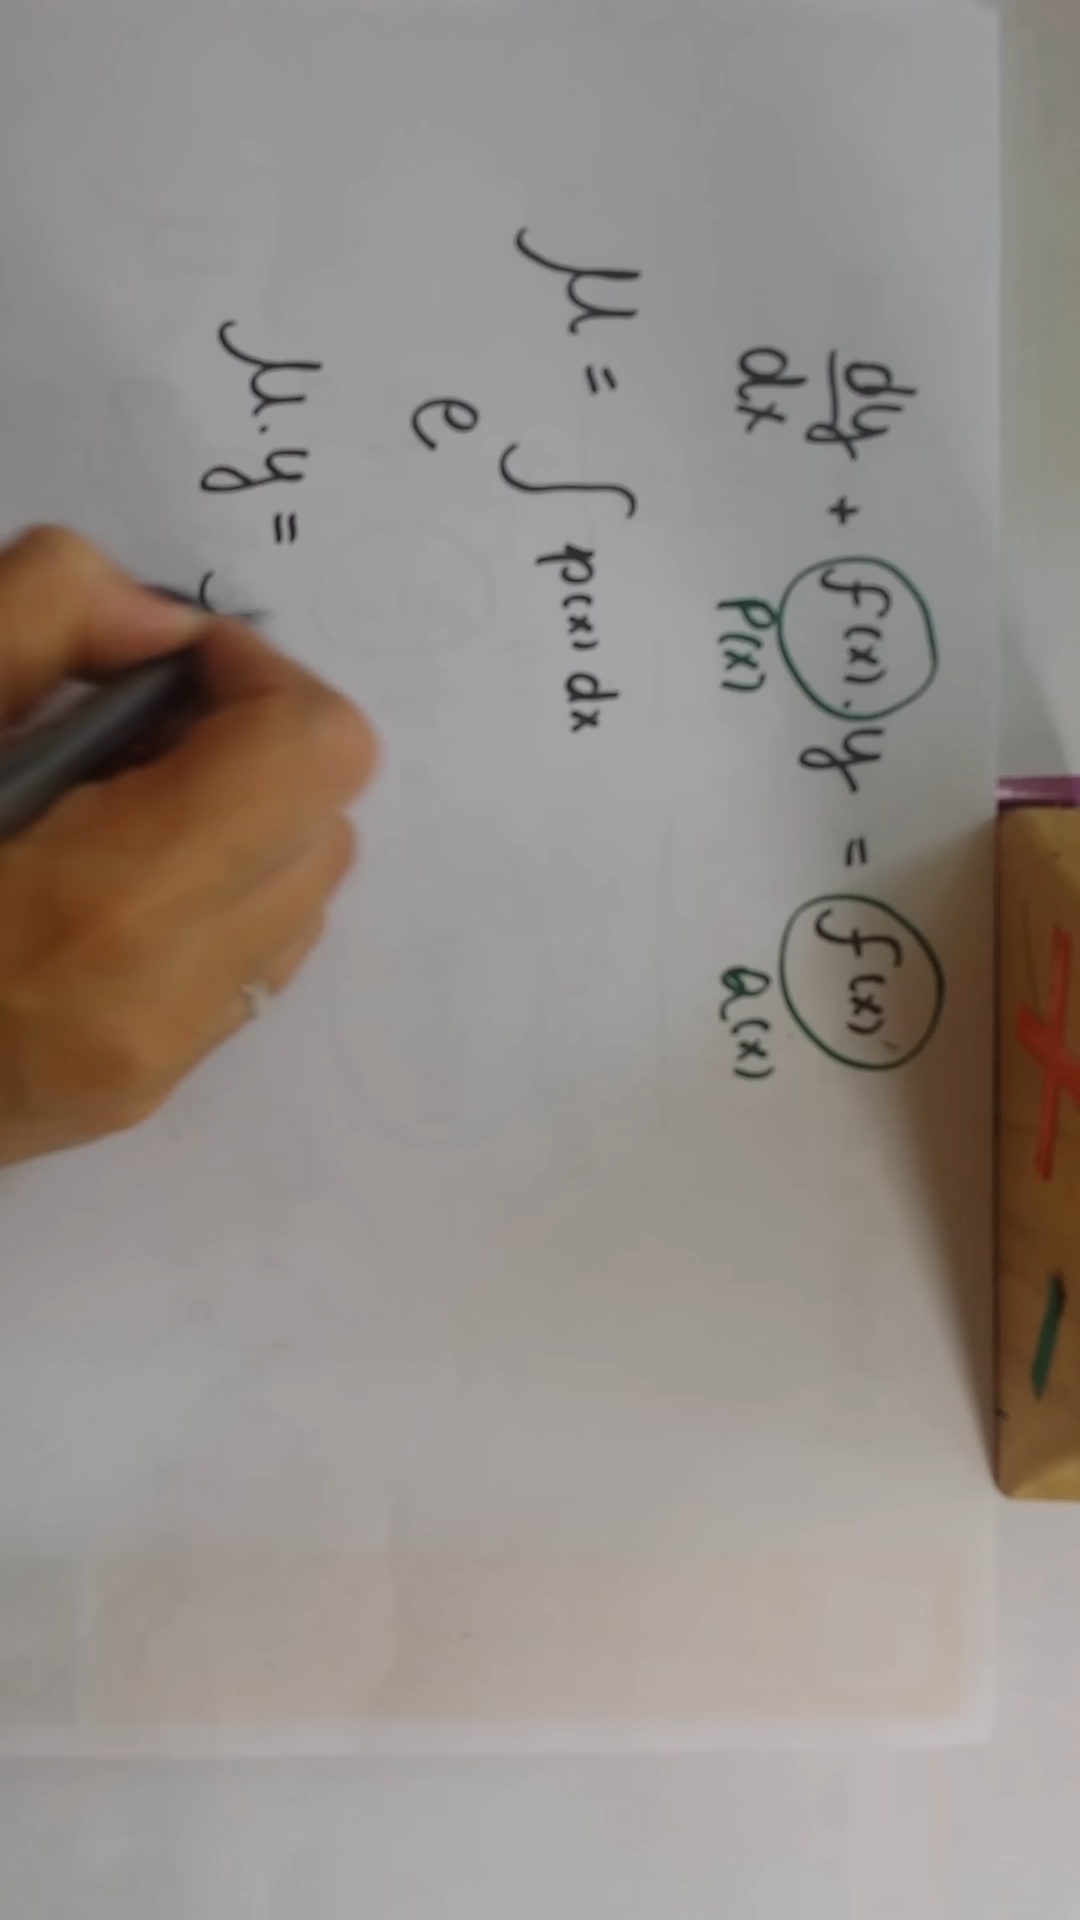 dy/dx + f(x).y = f(x)
P(x) Q(x)
μ = e^∫p(x)dx
μ.y =